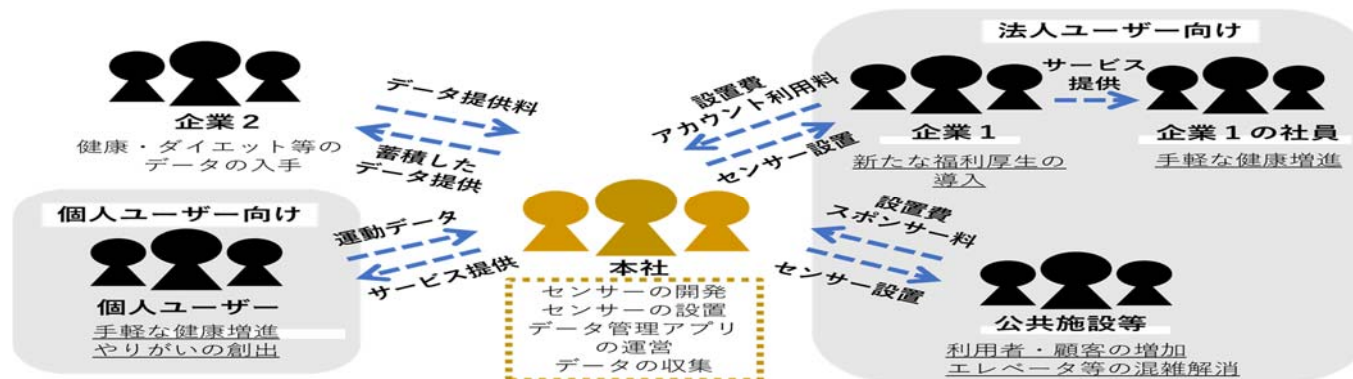 企業２
健康・ダイエット等の
データの入手
データ提供料
蓄積した
データ提供
個人ユーザー向け
個人ユーザー
手軽な健康増進
やりがいの創出
運動データ
サービス提供
本社
センサーの開発
センサーの設置
データ管理アプリ
の運営
データの収集
法人ユーザー向け
設置費
アカウント利用料
センサー設置
企業１
新たな福利厚生の
導入
サービス
提供
企業１の社員
手軽な健康増進
設置費
スポンサー料
センサー設置
公共施設等
利用者・顧客の増加
エレベータ等の混雑解消